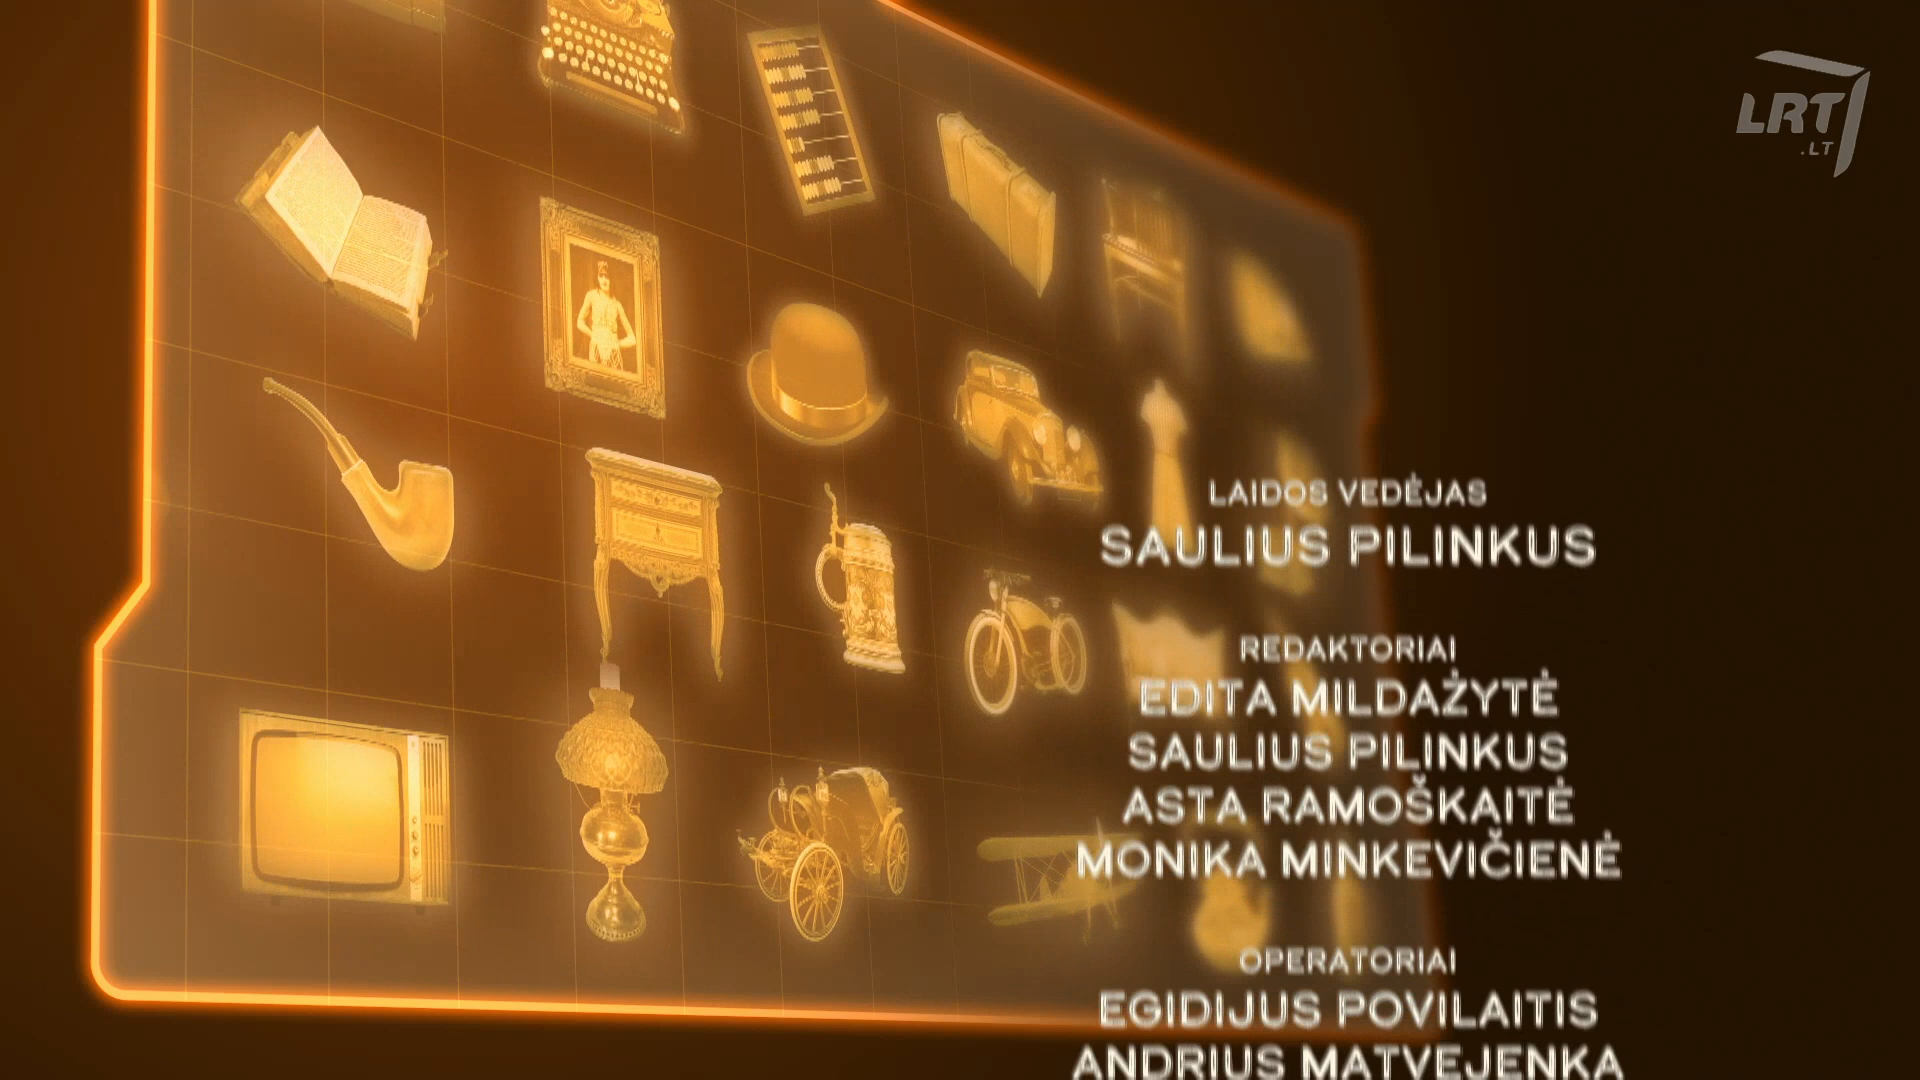 LRT
.LT
LAIDOS VEDĖJAS
SAULIUS PILINKUS
REDAKTORIAI
EDITA MILDAŽYTĖ
SAULIUS PILINKUS
ASTA RAMOŠKAITĖ
MONIKA MINKEVIČIENĖ
OPERATORIAI
EGIDIJUS POVILAITIS
ANDRIUS MATVEJENKA